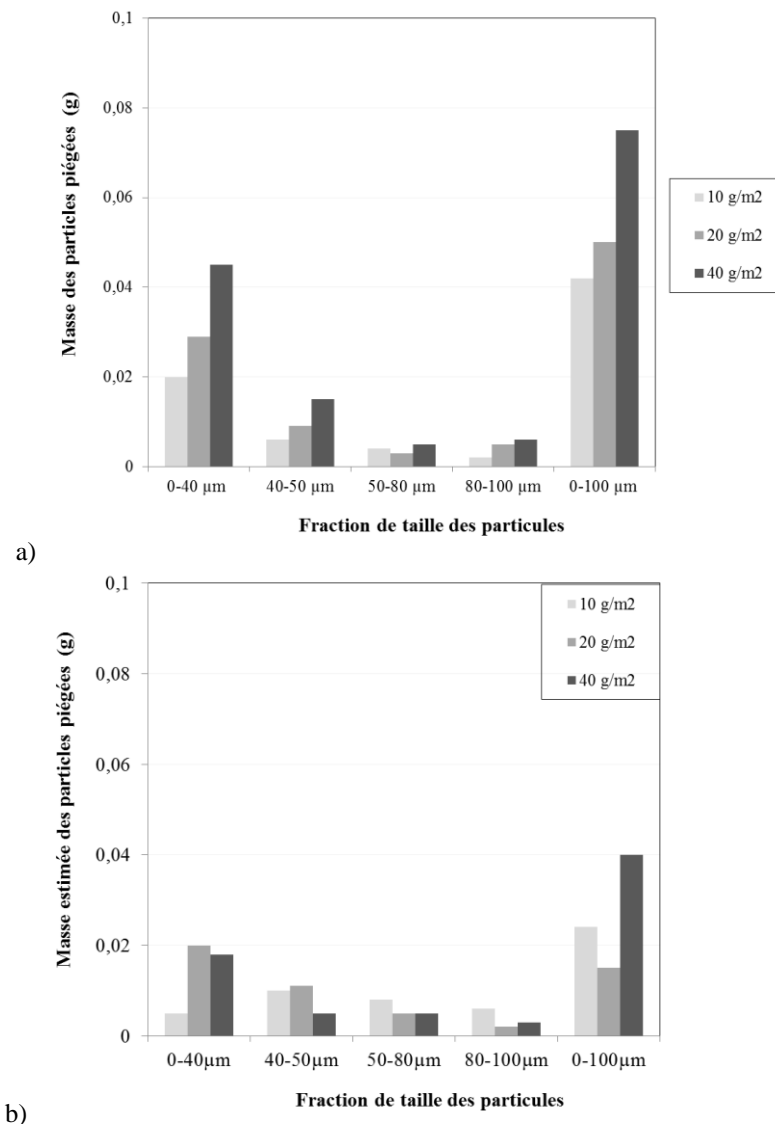 0,1
0,08
0,06
0,04
0,02
0
Masse des particles piégées (g)
0-40 µm 40-50 µm 50-80 µm 80-100 µm 0-100 µm
Fraction de taille des particules
10 g/m2
20 g/m2
40 g/m2
a)
0,1
0,08
0,06
0,04
0,02
0
Masse estimée des particles piégées (g)
10 g/m2
20 g/m2
40 g/m2
0-40µm 40-50µm 50-80µm 80-100µm 0-100µm
Fraction de taille des particules
b)